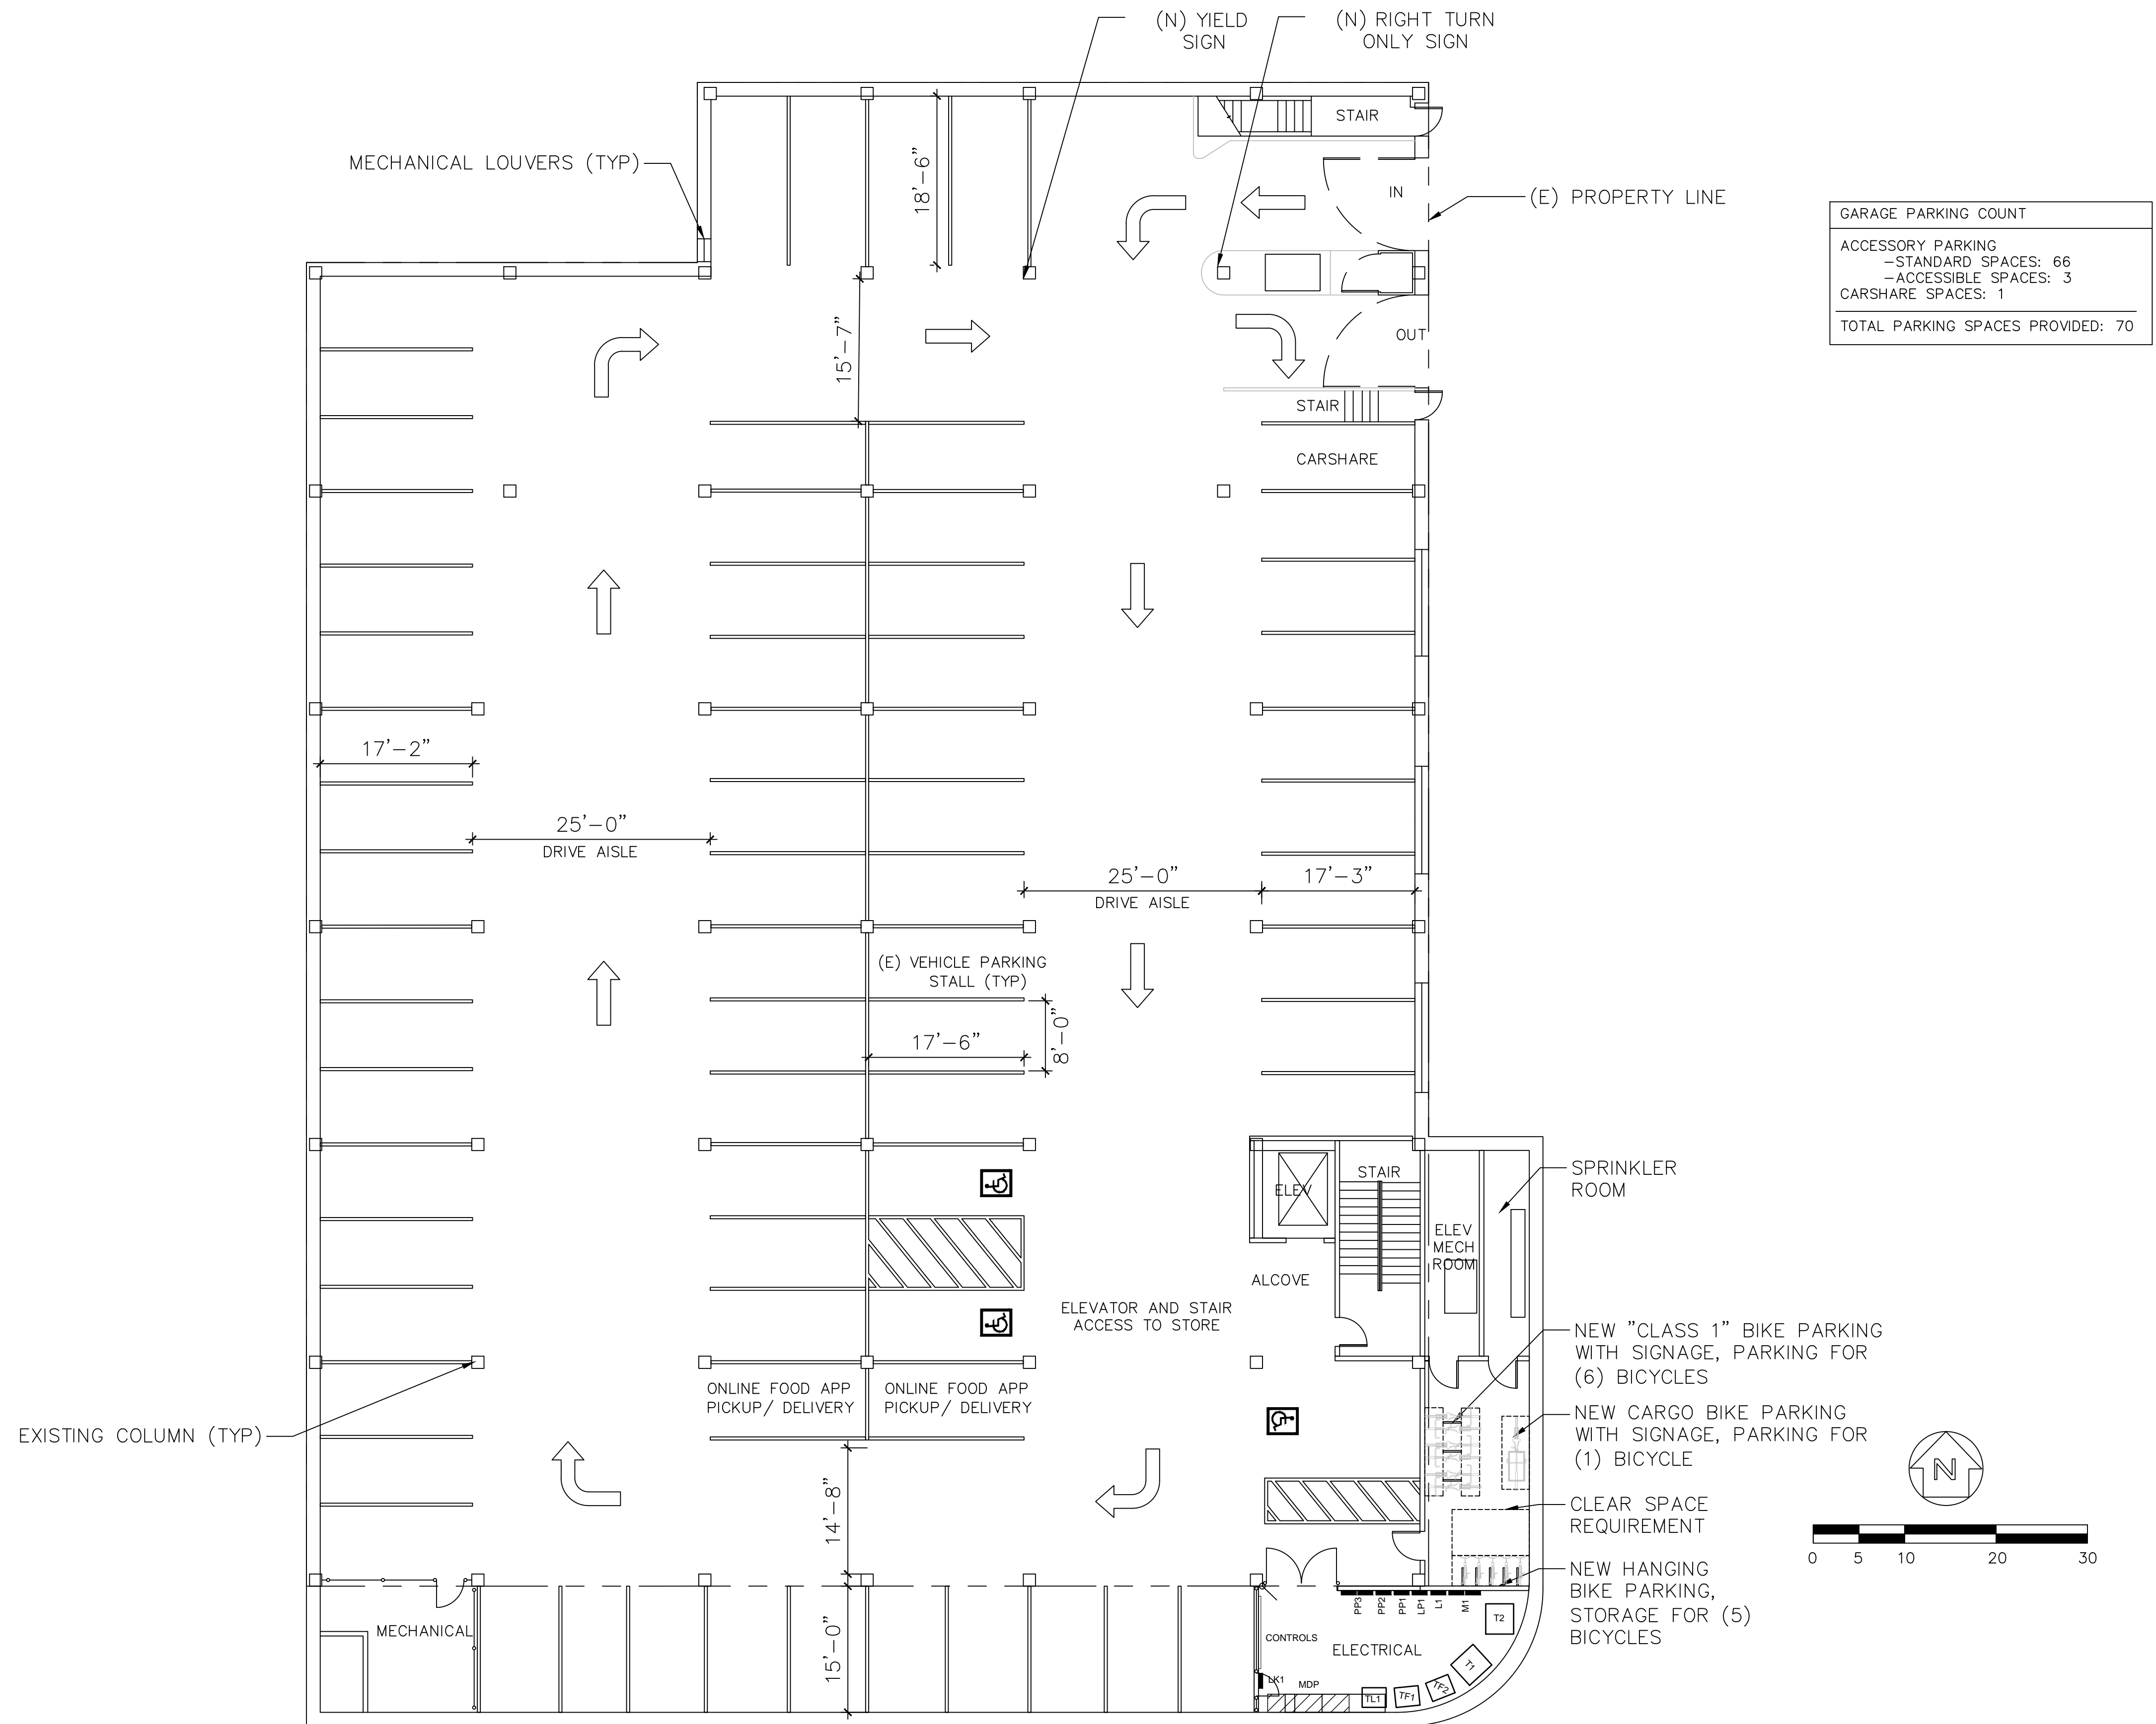 (N) YIELD
SIGN
(N) RIGHT TURN
ONLY SIGN
STAIR
MECHANICAL LOUVERS (TYP)
18'-6"
IN
(E) PROPERTY LINE
GARAGE PARKING COUNT
ACCESSORY PARKING
-STANDARD SPACES: 66
-ACCESSIBLE SPACES: 3
CARSHARE SPACES: 1
TOTAL PARKING SPACES PROVIDED: 70
15'-7"
OUT
STAIR
CARSHARE
17'-2"
25'-0"
DRIVE AISLE
25'-0"
DRIVE AISLE
17'-3"
(E) VEHICLE PARKING
STALL (TYP)
17'-6"
8'-0"
ELEV
STAIR
SPRINKLER
ROOM
ELEV
MECH
ROOM
ALCOVE
ELEVATOR AND STAIR
ACCESS TO STORE
NEW "CLASS 1" BIKE PARKING
WITH SIGNAGE, PARKING FOR
(6) BICYCLES
ONLINE FOOD APP
PICKUP/ DELIVERY
ONLINE FOOD APP
PICKUP/ DELIVERY
EXISTING COLUMN (TYP)
NEW CARGO BIKE PARKING
WITH SIGNAGE, PARKING FOR
(1) BICYCLE
N
14'-8"
CLEAR SPACE
REQUIREMENT
0 5 10 20 30
NEW HANGING
BIKE PARKING,
STORAGE FOR (5)
BICYCLES
MECHANICAL
15'-0"
PP3
PP2
PP1
LP1
L1
M1
T2
CONTROLS
ELECTRICAL
T1
LK1
MDP
TL1
TF1
TF2